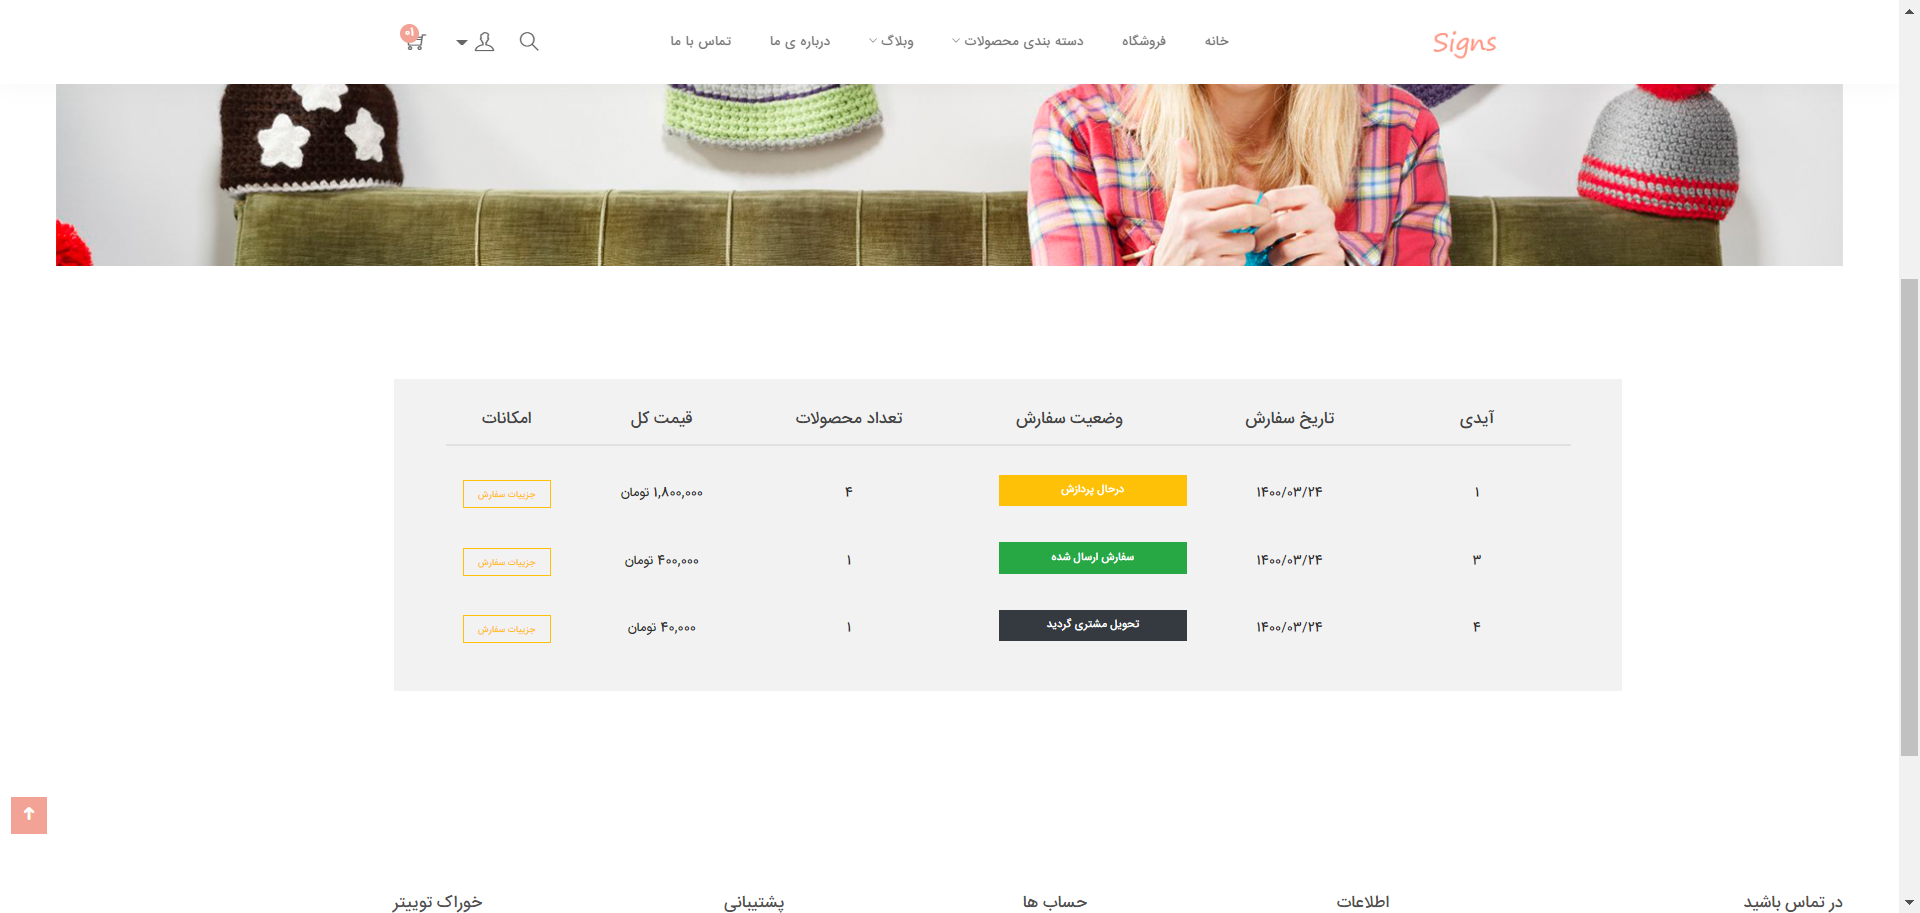 Signs
خانه
فروشگاه
دسته بندی محصولات
وبلاگ
درباره ی ما
تماس با ما
۰۱
آیدی تاریخ سفارش وضعیت سفارش تعداد محصولات قیمت کل امکانات
۱ ۱۴۰۰/۰۳/۲۴ درحال پردازش ۴ ۱,۸۰۰,۰۰۰ تومان جزییات سفارش
۳ ۱۴۰۰/۰۳/۲۴ سفارش ارسال شده ۱ ۴۰۰,۰۰۰ تومان جزییات سفارش
۴ ۱۴۰۰/۰۳/۲۴ تحویل مشتری گردید ۱ ۴۰,۰۰۰ تومان جزییات سفارش
در تماس باشید
اطلاعات
حساب ها
پشتیبانی
خوراک توییتر